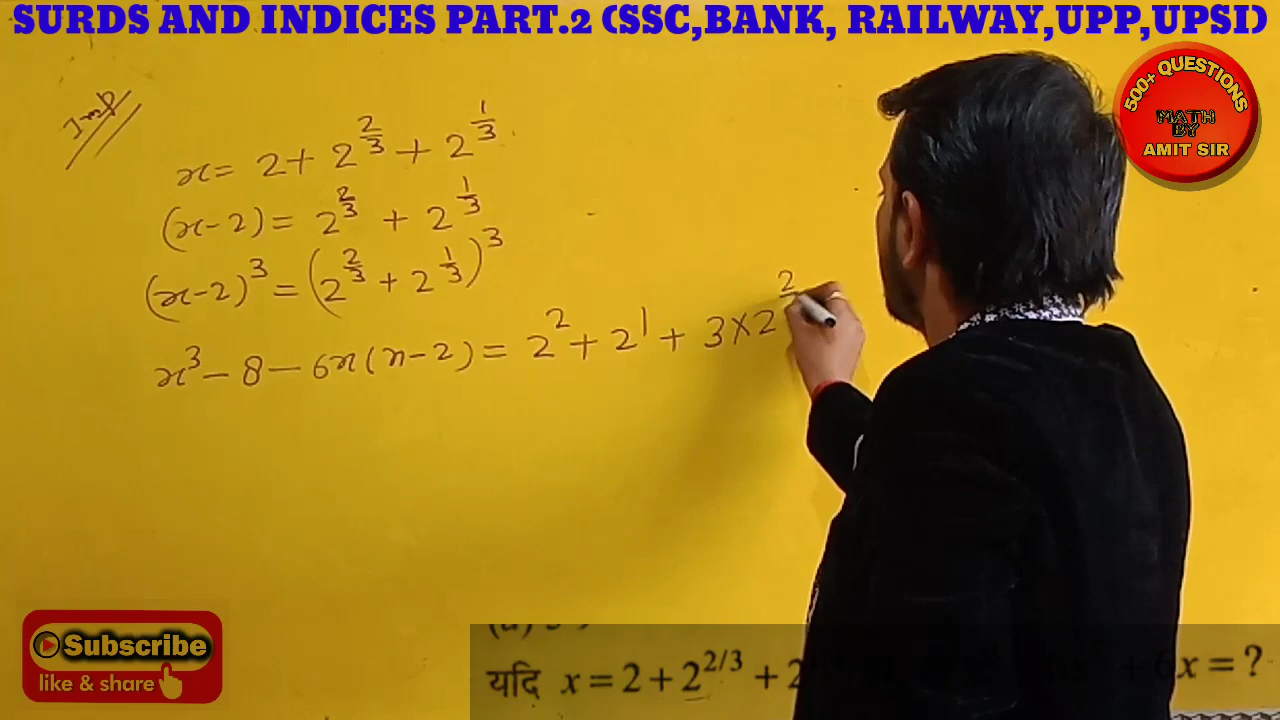 SURDS AND INDICES PART.2 (SSC,BANK, RAILWAY,UPP,UPSI)
500+ QUESTIONS
MATH
BY
AMIT SIR
Imp
x = 2 + 2^{2/3} + 2^{1/3}
(x-2) = 2^{2/3} + 2^{1/3}
(x-2)^3 = (2^{2/3} + 2^{1/3})^3
x^3 - 8 - 6x(x-2) = 2^2 + 2^1 + 3×2^2
Subscribe
like & share
यदि x = 2 + 2^{2/3} + 2 6x = ?